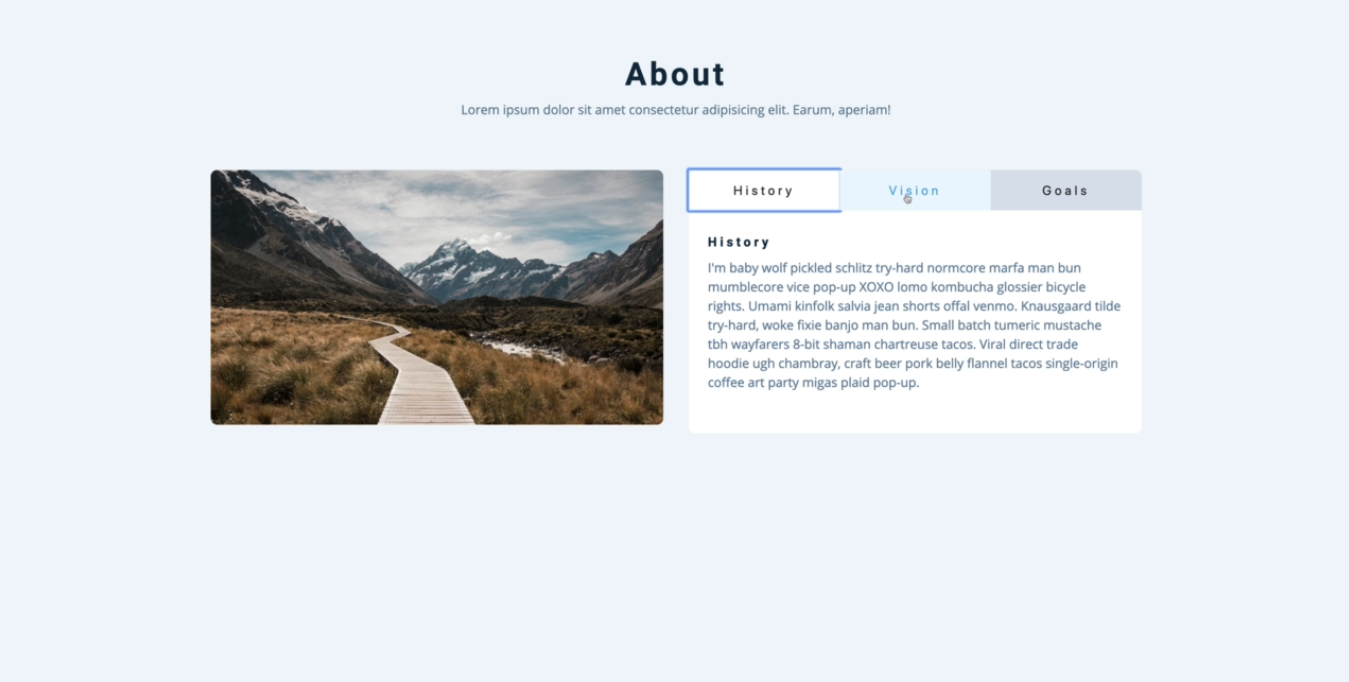 About
Lorem ipsum dolor sit amet consectetur adipisicing elit. Earum, aperiam!
History
Vision
Goals
History
I'm baby wolf pickled schlitz try-hard normcore marfa man bun
mumblecore vice pop-up XOXO lomo kombucha glossier bicycle
rights. Umami kinfolk salvia jean shorts offal venmo. Knausgaard tilde
try-hard, woke fixie banjo man bun. Small batch tumeric mustache
tbh wayfarers 8-bit shaman chartreuse tacos. Viral direct trade
hoodie ugh chambray, craft beer pork belly flannel tacos single-origin
coffee art party migas plaid pop-up.